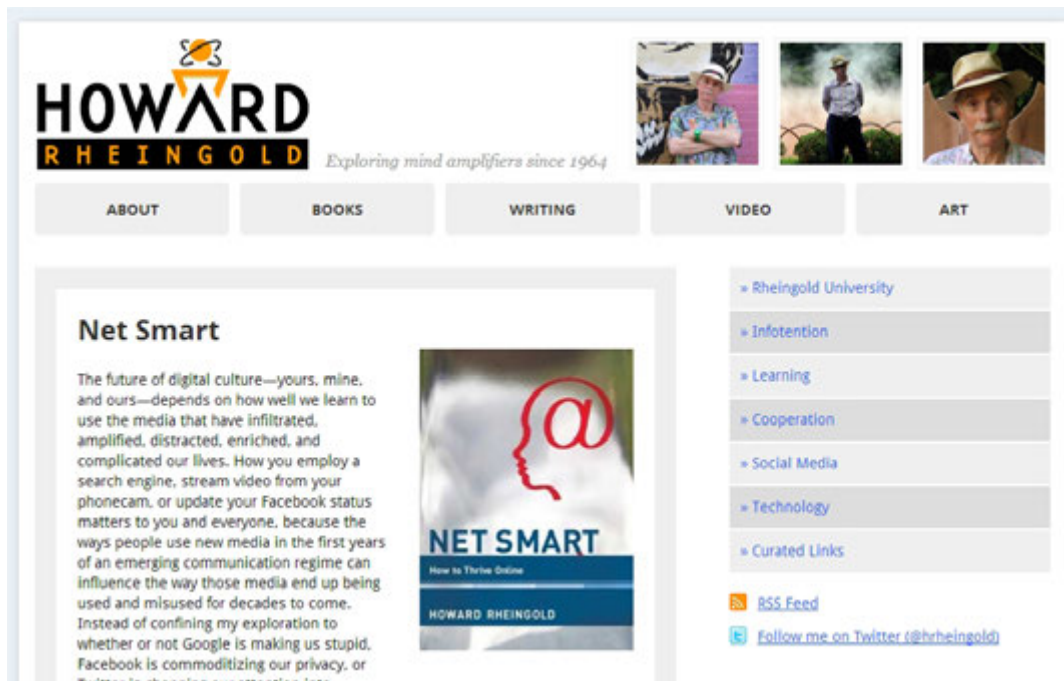 HOWARD
RHEINGOLD
Exploring mind amplifiers since 1964
ABOUT
BOOKS
WRITING
VIDEO
ART
Net Smart
The future of digital culture—yours, mine,
and ours—depends on how well we learn to
use the media that have infiltrated,
amplified, distracted, enriched, and
complicated our lives. How you employ a
search engine, stream video from your
phonecam, or update your Facebook status
matters to you and everyone, because the
ways people use new media in the first years
of an emerging communication regime can
influence the way those media end up being
used and misused for decades to come.
Instead of confining my exploration to
whether or not Google is making us stupid,
Facebook is commoditizing our privacy, or
@
NET SMART
How to Thrive Online
HOWARD RHEINGOLD
» Rheingold University
» Infotention
» Learning
» Cooperation
» Social Media
» Technology
» Curated Links
RSS Feed
Follow me on Twitter (@hrheingold)